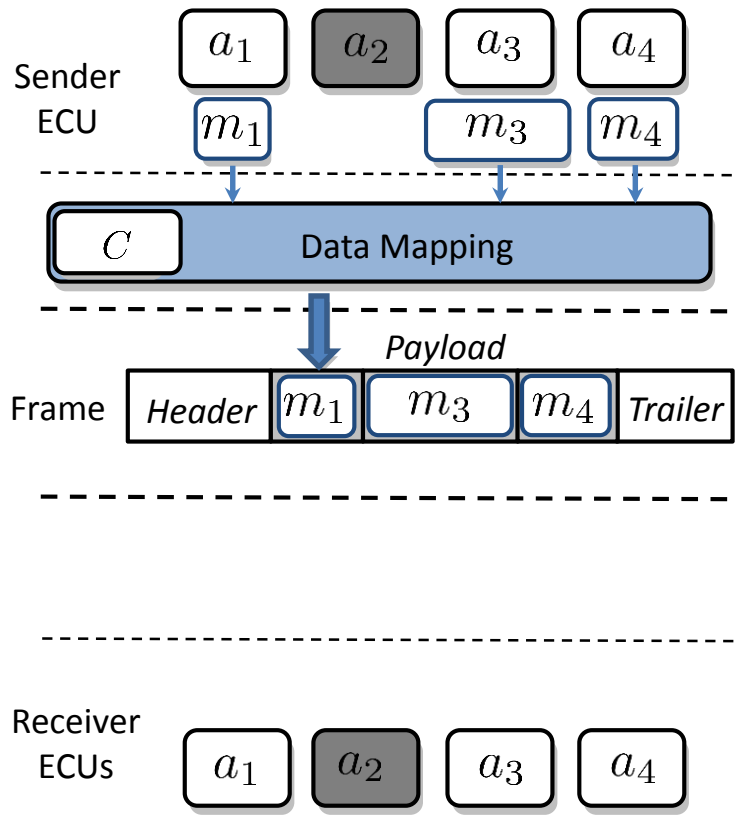 a₁ a₂ a₃ a₄
Sender
ECU
m₁ m₃ m₄
C Data Mapping
Payload
Frame Header m₁ m₃ m₄ Trailer
Receiver
ECUs
a₁ a₂ a₃ a₄